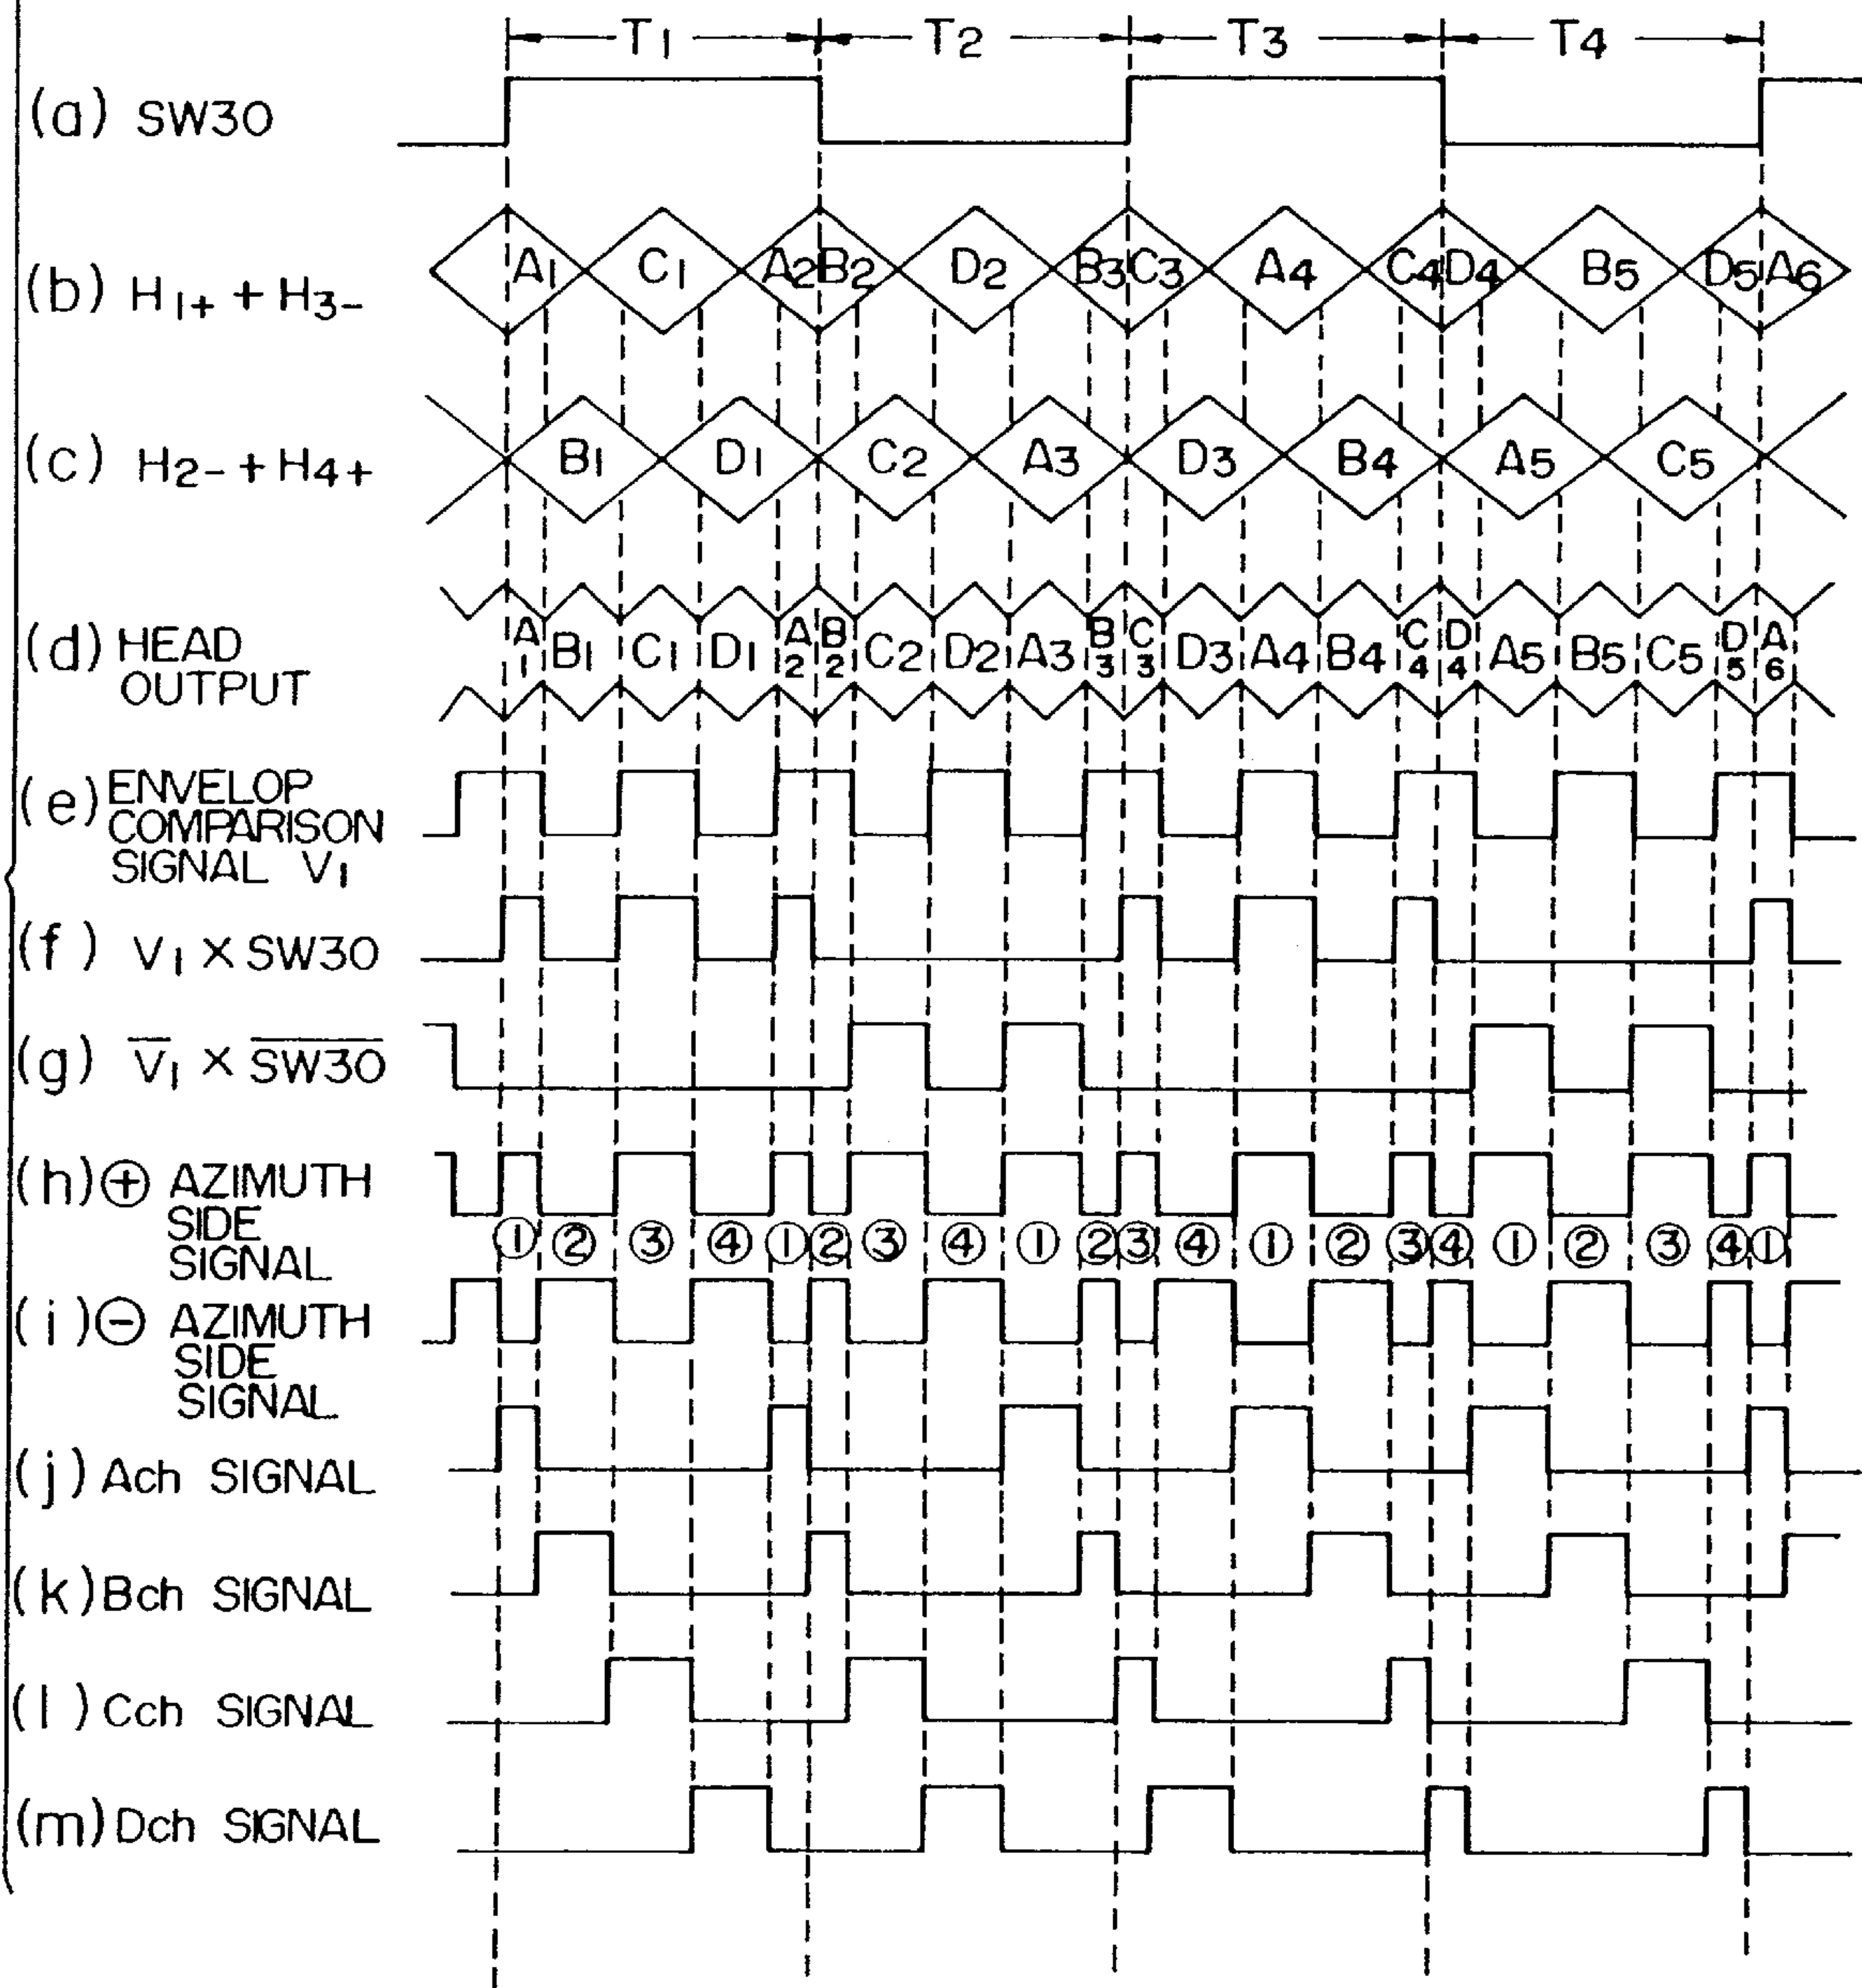 T1 T2 T3 T4
(a) SW30
(b) H1+ + H3-
A1 C1 A2 B2 D2 B3 C3 A4 C4 D4 B5 D5 A6
(c) H2- + H4+
B1 D1 C2 A3 D3 B4 A5 C5
(d) HEAD
OUTPUT
A1 B1 C1 D1 A2 B2 C2 D2 A3 B3 C3 D3 A4 B4 C4 D4 A5 B5 C5 D5 A6
(e) ENVELOP
COMPARISON
SIGNAL V1
(f) V1 × SW30
(g) V̅1 × S̅W̅3̅0̅
(h) ⊕ AZIMUTH
SIDE
SIGNAL
① ② ③ ④ ① ② ③ ④ ① ② ③ ④ ① ② ③ ④ ① ② ③ ④ ①
(i) ⊖ AZIMUTH
SIDE
SIGNAL
(j) Ach SIGNAL
(k) Bch SIGNAL
(l) Cch SIGNAL
(m) Dch SIGNAL